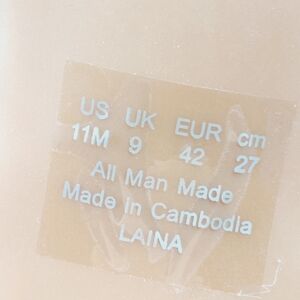 US UK EUR cm
11M 9 42 27
All Man Made
Made in Cambodia
LAINA